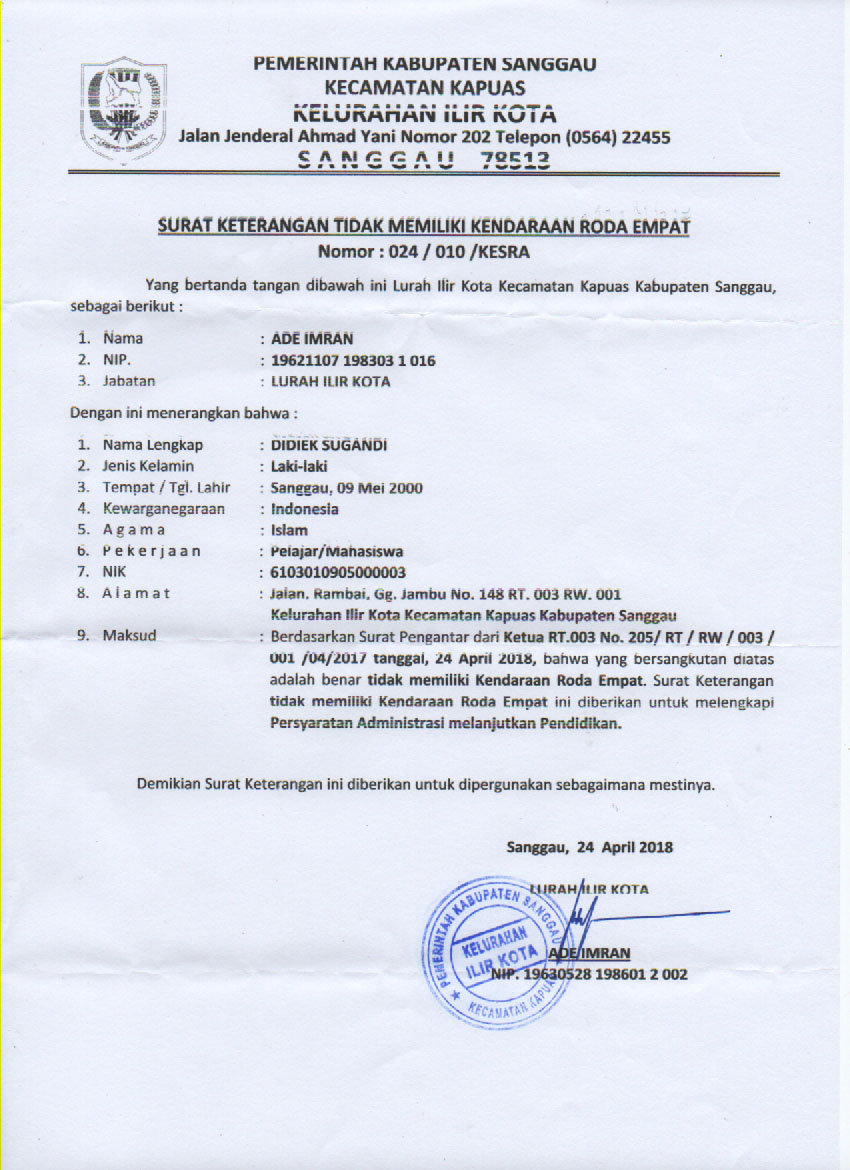 PEMERINTAH KABUPATEN SANGGAU
KECAMATAN KAPUAS
KELURAHAN ILIR KOTA
Jalan Jenderal Ahmad Yani Nomor 202 Telepon (0564) 22455
S A N G G A U 78513
SURAT KETERANGAN TIDAK MEMILIKI KENDARAAN RODA EMPAT
Nomor : 024 / 010 /KESRA
Yang bertanda tangan dibawah ini Lurah Ilir Kota Kecamatan Kapuas Kabupaten Sanggau,
sebagai berikut :
1. Nama : ADE IMRAN
2. NIP. : 19621107 198303 1 016
3. Jabatan : LURAH ILIR KOTA
Dengan ini menerangkan bahwa :
1. Nama Lengkap : DIDIEK SUGANDI
2. Jenis Kelamin : Laki-laki
3. Tempat / Tgl. Lahir : Sanggau, 09 Mei 2000
4. Kewarganegaraan : Indonesia
5. A g a m a : Islam
6. P e k e r j a a n : Pelajar/Mahasiswa
7. NIK : 6103010905000003
8. A l a m a t : Jalan. Rambai, Gg. Jambu No. 148 RT. 003 RW. 001
Kelurahan Ilir Kota Kecamatan Kapuas Kabupaten Sanggau
9. Maksud : Berdasarkan Surat Pengantar dari Ketua RT.003 No. 205/ RT / RW / 003 /
001 /04/2017 tanggal, 24 April 2018, bahwa yang bersangkutan diatas
adalah benar tidak memiliki Kendaraan Roda Empat. Surat Keterangan
tidak memiliki Kendaraan Roda Empat ini diberikan untuk melengkapi
Persyaratan Administrasi melanjutkan Pendidikan.
Demikian Surat Keterangan ini diberikan untuk dipergunakan sebagaimana mestinya.
Sanggau, 24 April 2018
LURAH ILIR KOTA
PEMERINTAH KABUPATEN SANGGAU
KELURAHAN
ILIR KOTA
KECAMATAN KAPUAS
ADE IMRAN
NIP. 19630528 198601 2 002